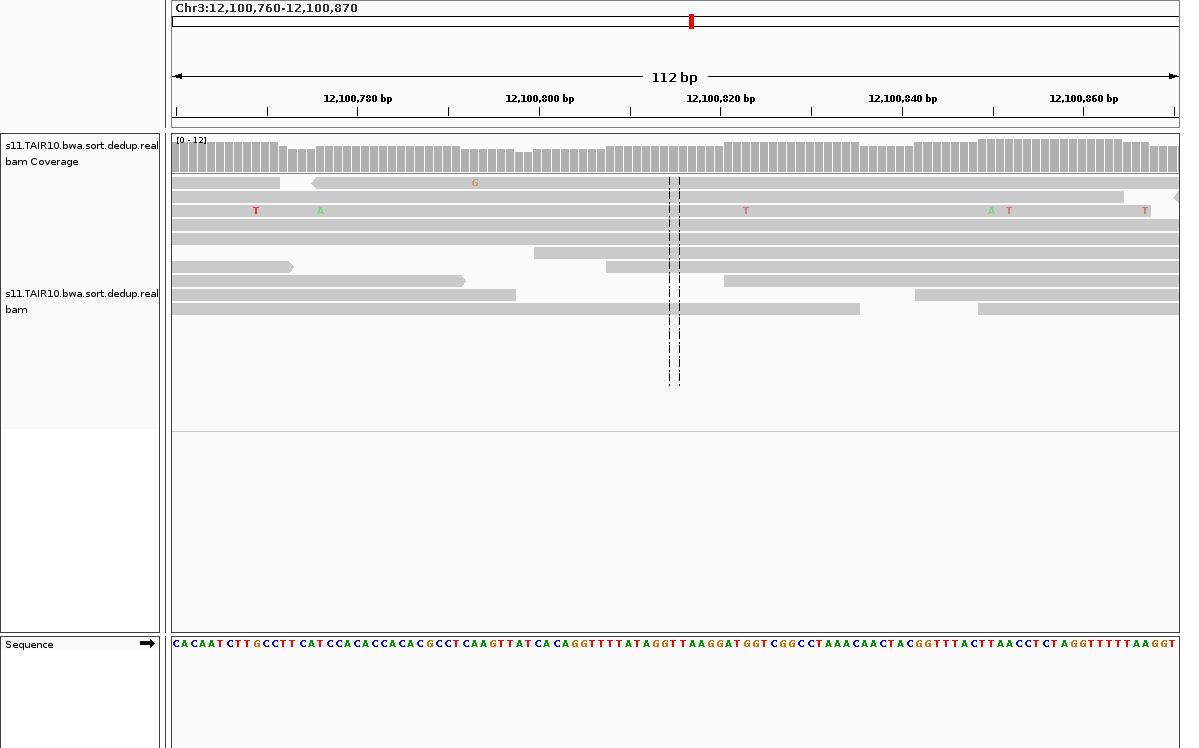 Chr3:12,100,760-12,100,870
112 bp
12,100,780 bp 12,100,800 bp 12,100,820 bp 12,100,840 bp 12,100,860 bp
s11.TAIR10.bwa.sort.dedup.real
bam Coverage
[0 - 12]
G
T A T A T T
s11.TAIR10.bwa.sort.dedup.real
bam
Sequence
CACAATCTTGCCTTCATCCACACCACACGCCTCAAGTTATCACAGGTTTTATAGGTTAAGGATGGTCGGCCTAAACAACTACGGTTTACTTAACCTCTAGGTTTTTAAGGT